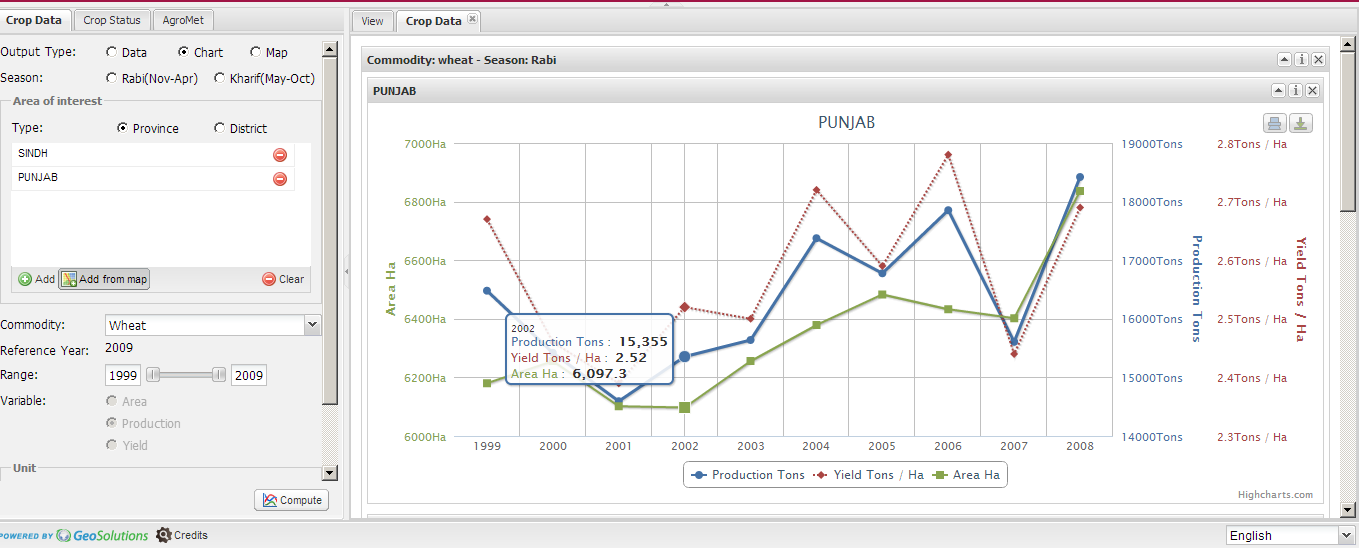 Crop Data Crop Status AgroMet
Output Type: Data Chart Map
Season: Rabi(Nov-Apr) Kharif(May-Oct)
Area of interest
Type: Province District
SINDH
PUNJAB
Add Add from map Clear
Commodity: Wheat
Reference Year: 2009
Range: 1999 2009
Variable: Area
Production
Yield
Unit
Compute
View Crop Data
Commodity: wheat - Season: Rabi
PUNJAB
PUNJAB
7000Ha 19000Tons 2.8Tons / Ha
6800Ha 18000Tons 2.7Tons / Ha
6600Ha 17000Tons 2.6Tons / Ha
6400Ha 16000Tons 2.5Tons / Ha
6200Ha 15000Tons 2.4Tons / Ha
6000Ha 14000Tons 2.3Tons / Ha
Area Ha
Production Tons
Yield Tons / Ha
2002
Production Tons : 15,355
Yield Tons / Ha : 2.52
Area Ha : 6,097.3
1999 2000 2001 2002 2003 2004 2005 2006 2007 2008
Production Tons Yield Tons / Ha Area Ha
Highcharts.com
POWERED BY GeoSolutions Credits
English